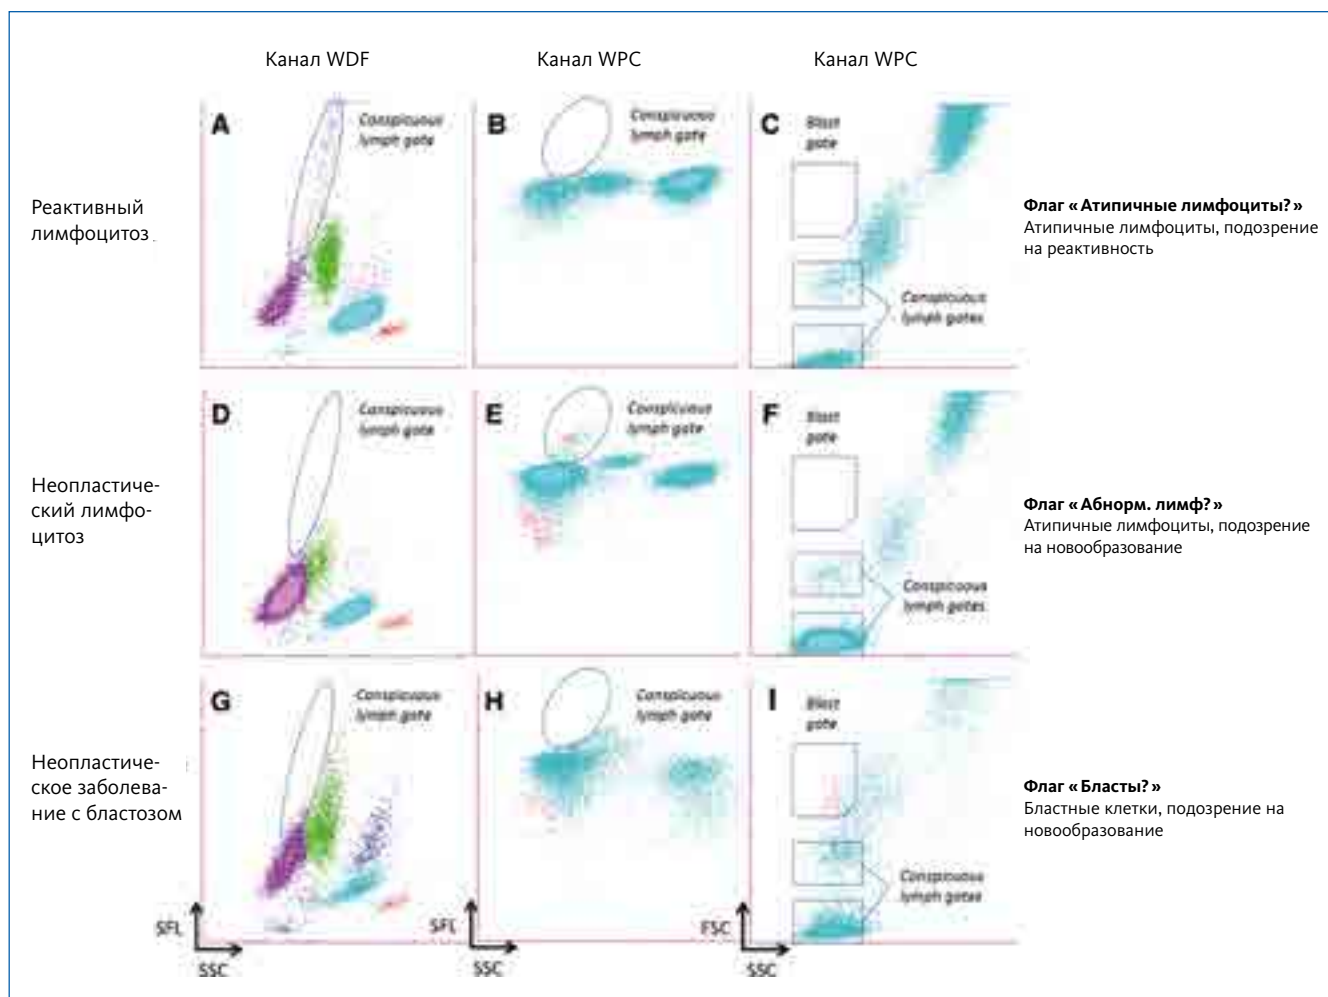 Канал WDF
Канал WPC
Канал WPC
A
Conspicuous
lymph gate
B
Conspicuous
lymph gate
C
Blast
gate
Conspicuous
lymph gates
Реактивный
лимфоцитоз
Флаг « Атипичные лимфоциты? »
Атипичные лимфоциты, подозрение
на реактивность
D
Conspicuous
lymph gate
E
Conspicuous
lymph gate
F
Blast
gate
Conspicuous
lymph gates
Неопластиче-
ский лимфо-
цитоз
Флаг « Абнорм. лимф? »
Атипичные лимфоциты, подозрение
на новообразование
G
Conspicuous
lymph gate
H
Conspicuous
lymph gate
I
Blast
gate
Conspicuous
lymph gates
Неопластиче-
ское заболева-
ние с бластозом
Флаг « Бласты? »
Бластные клетки, подозрение на
новообразование
SFL
SSC
SFL
SSC
FSC
SSC